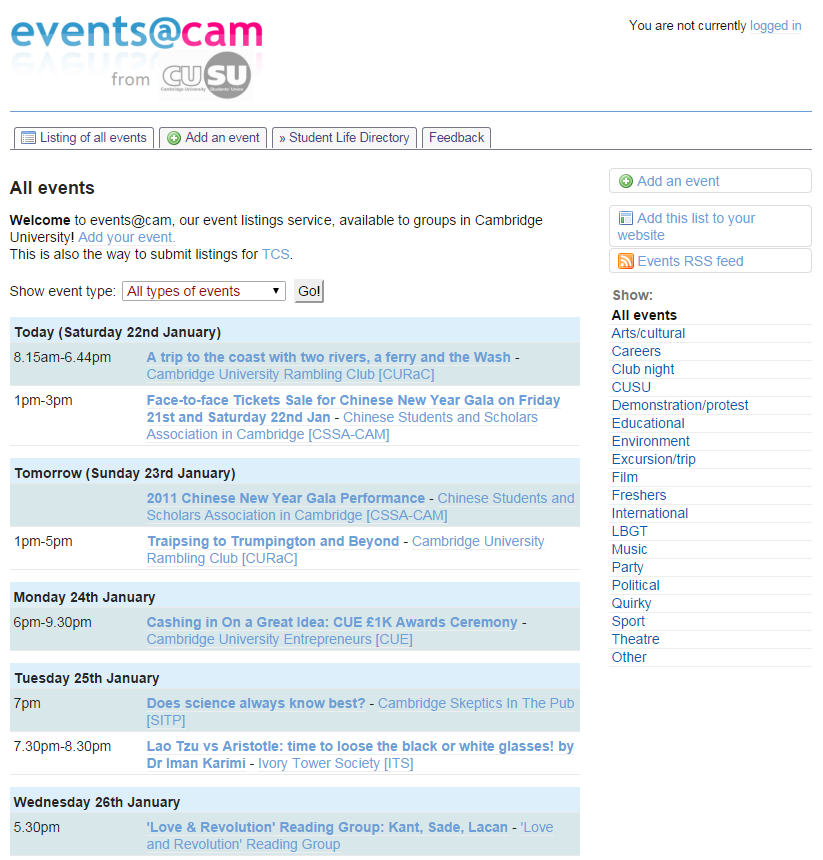 events@cam
You are not currently logged in
from CUSU
Cambridge University Students' Union
Listing of all events
Add an event
» Student Life Directory
Feedback
All events
Welcome to events@cam, our event listings service, available to groups in Cambridge
University! Add your event.
This is also the way to submit listings for TCS.
Show event type: All types of events Go!
Today (Saturday 22nd January)
8.15am-6.44pm A trip to the coast with two rivers, a ferry and the Wash -
Cambridge University Rambling Club [CURaC]
1pm-3pm Face-to-face Tickets Sale for Chinese New Year Gala on Friday
21st and Saturday 22nd Jan - Chinese Students and Scholars
Association in Cambridge [CSSA-CAM]
Tomorrow (Sunday 23rd January)
2011 Chinese New Year Gala Performance - Chinese Students and
Scholars Association in Cambridge [CSSA-CAM]
1pm-5pm Traipsing to Trumpington and Beyond - Cambridge University
Rambling Club [CURaC]
Monday 24th January
6pm-9.30pm Cashing in On a Great Idea: CUE £1K Awards Ceremony -
Cambridge University Entrepreneurs [CUE]
Tuesday 25th January
7pm Does science always know best? - Cambridge Skeptics In The Pub
[SITP]
7.30pm-8.30pm Lao Tzu vs Aristotle: time to loose the black or white glasses! by
Dr Iman Karimi - Ivory Tower Society [ITS]
Wednesday 26th January
5.30pm 'Love & Revolution' Reading Group: Kant, Sade, Lacan - 'Love
and Revolution' Reading Group
Add an event
Add this list to your
website
Events RSS feed
Show:
All events
Arts/cultural
Careers
Club night
CUSU
Demonstration/protest
Educational
Environment
Excursion/trip
Film
Freshers
International
LBGT
Music
Party
Political
Quirky
Sport
Theatre
Other